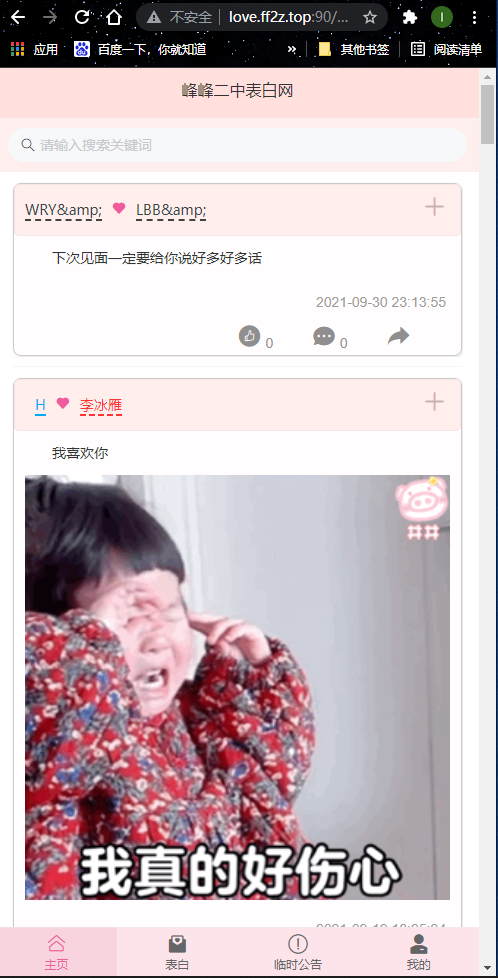 不安全 | love.ff2z.top:90/...
应用 百度一下,你就知道 » 其他书签 阅读清单
峰峰二中表白网
请输入搜索关键词
WRY&amp; LBB&amp;
下次见面一定要给你说好多好多话
2021-09-30 23:13:55
0 0
H 李冰雁
我喜欢你
井井
我真的好伤心
主页 表白 临时公告 我的